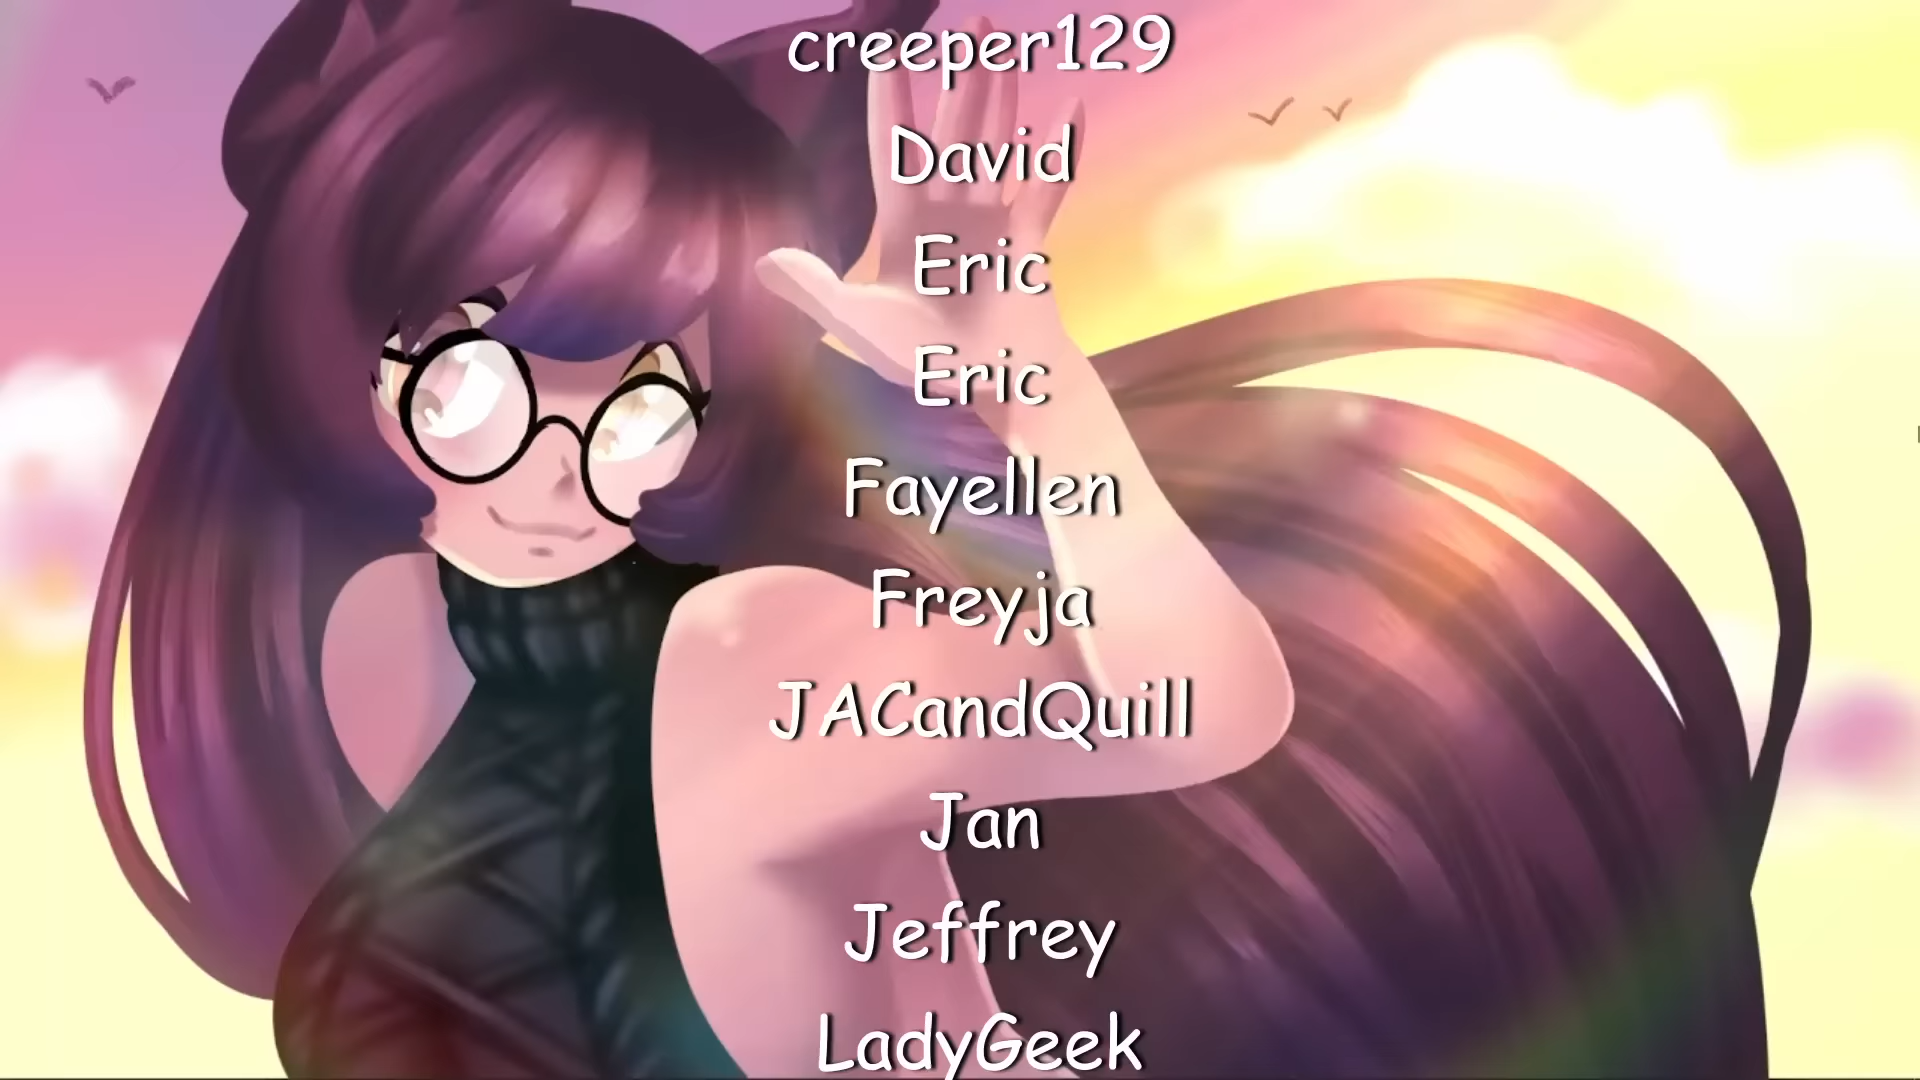 creeper129
David
Eric
Eric
Fayellen
Freyja
JACandQuill
Jan
Jeffrey
LadyGeek